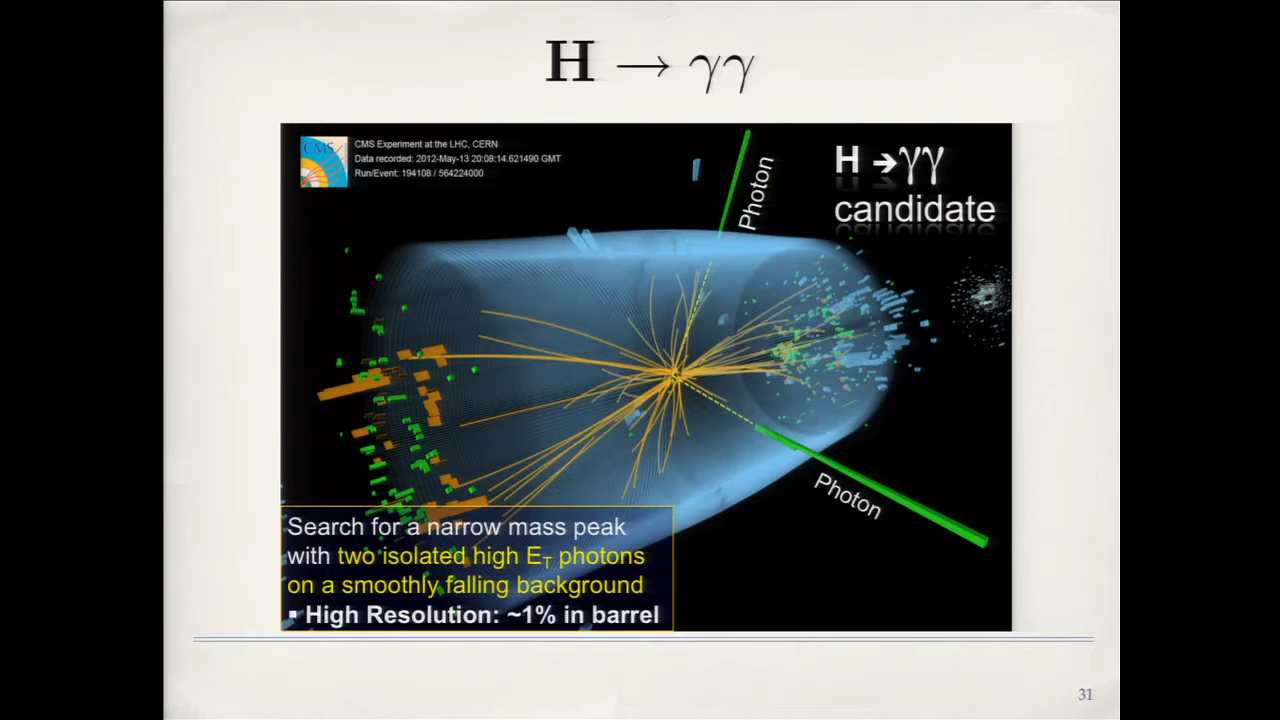 H → γγ
CMS
CMS Experiment at the LHC, CERN
Data recorded: 2012-May-13 20:08:14.621490 GMT
Run/Event: 194108 / 564224000
H ➔γγ
candidate
Photon
Photon
Search for a narrow mass peak
with two isolated high E_T photons
on a smoothly falling background
▪ High Resolution: ~1% in barrel
31